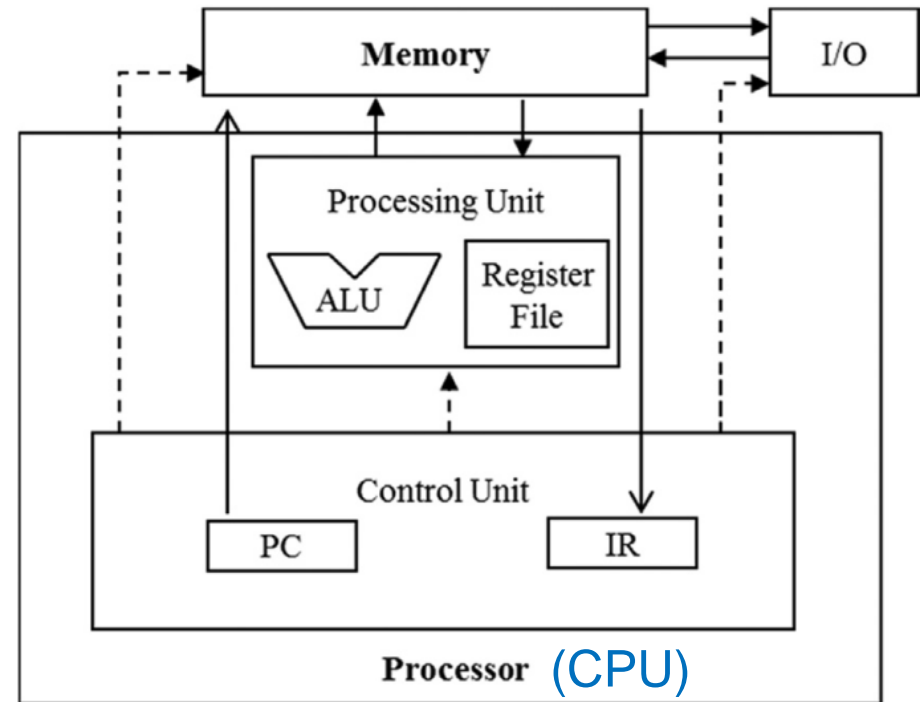 Memory
I/O
Processing Unit
ALU
Register
File
Control Unit
PC
IR
Processor (CPU)